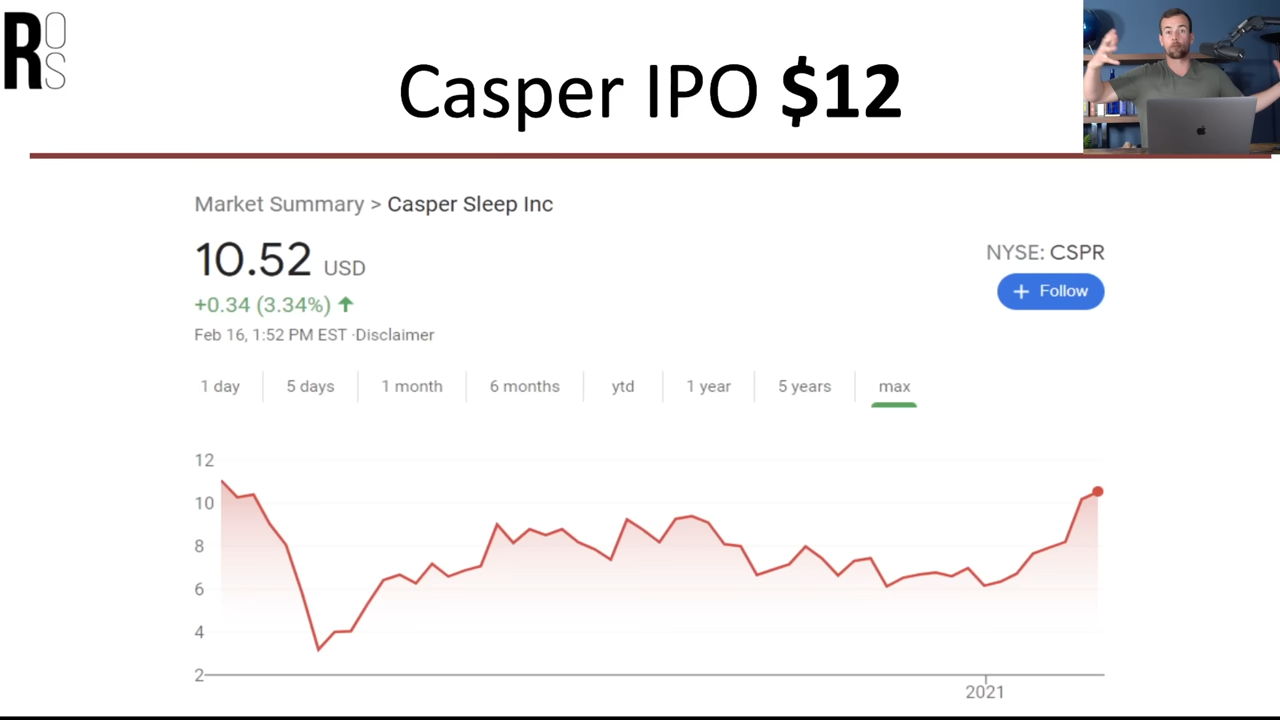 ROS
Casper IPO $12
Market Summary > Casper Sleep Inc
10.52 USD
NYSE: CSPR
+0.34 (3.34%) ↑
+ Follow
Feb 16, 1:52 PM EST ·Disclaimer
1 day 5 days 1 month 6 months ytd 1 year 5 years max
12
10
8
6
4
2
2021